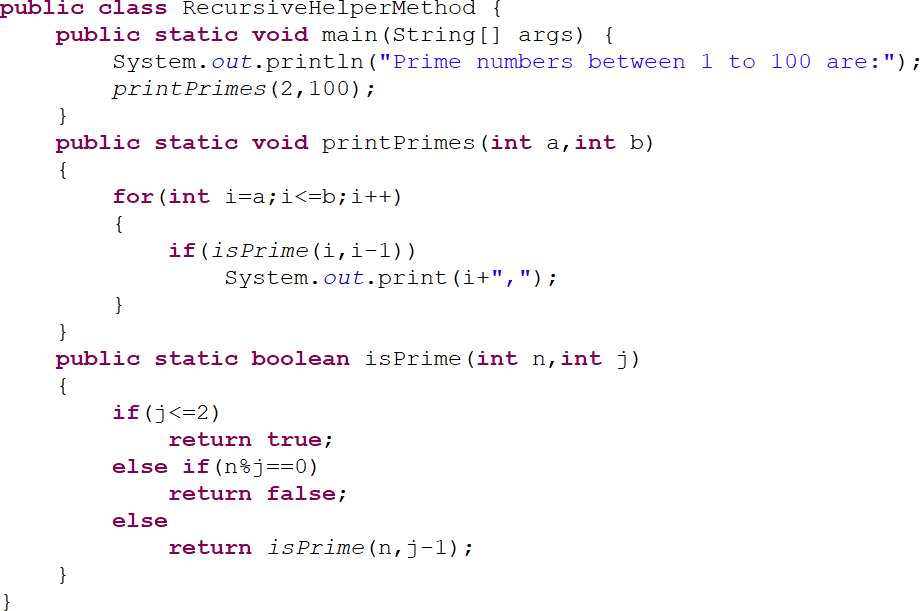 public class RecursiveHelperMethod {
    public static void main(String[] args) {
        System.out.println("Prime numbers between 1 to 100 are:");
        printPrimes(2,100);
    }
    public static void printPrimes(int a,int b)
    {
        for(int i=a;i<=b;i++)
        {
            if(isPrime(i,i-1))
                System.out.print(i+",");
        }
    }
    public static boolean isPrime(int n,int j)
    {
        if(j<=2)
            return true;
        else if(n%j==0)
            return false;
        else
            return isPrime(n,j-1);
    }
}